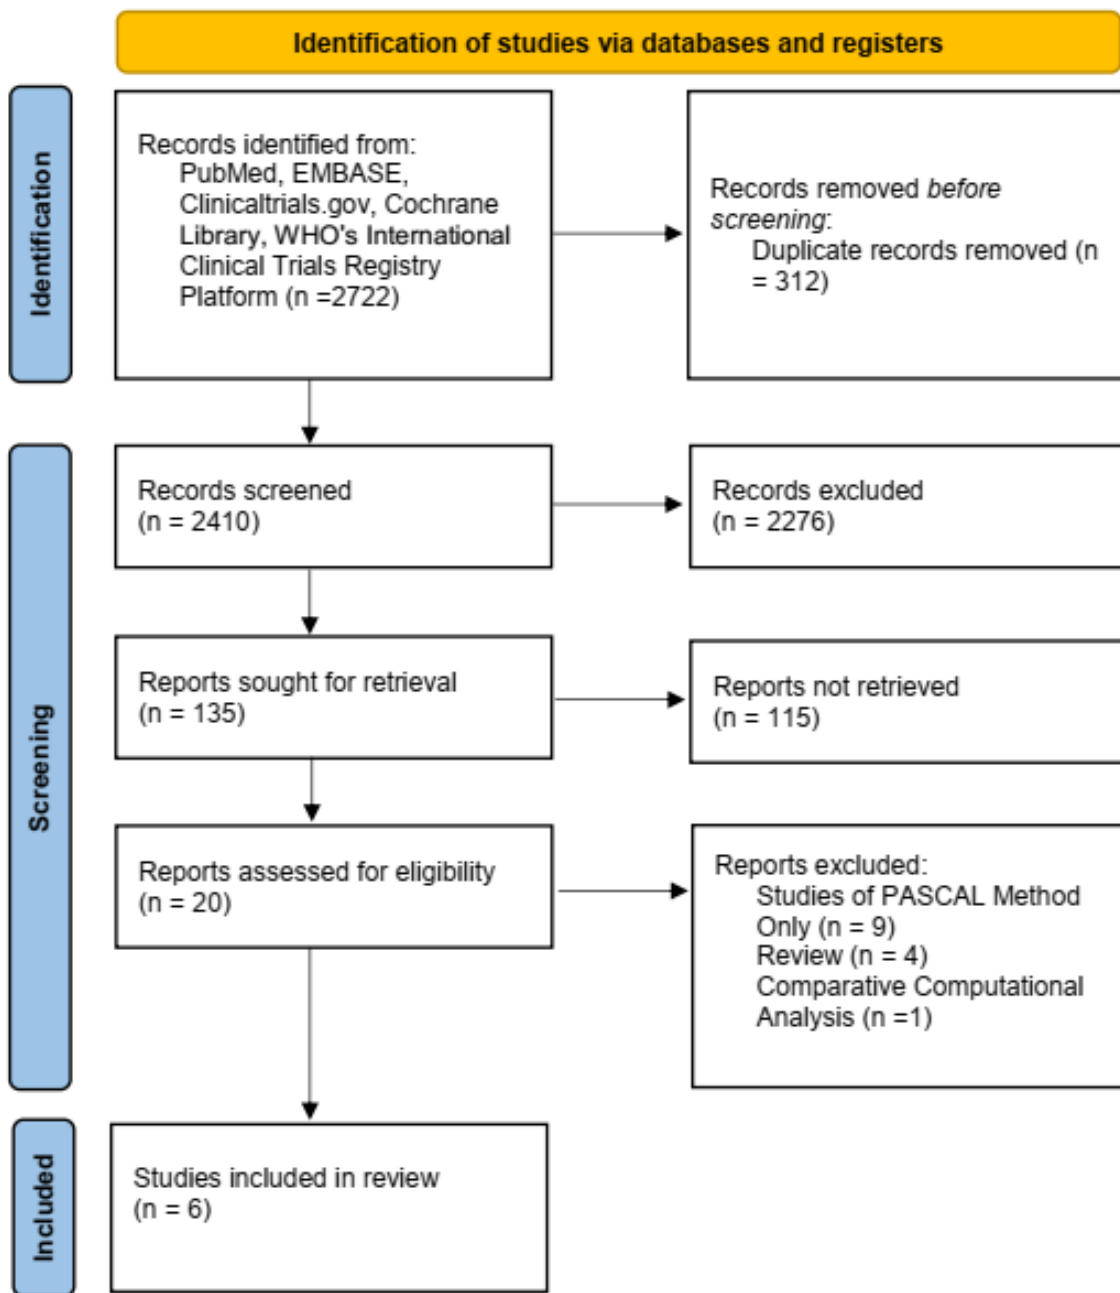 Identification of studies via databases and registers
Identification
Records identified from:
PubMed, EMBASE,
Clinicaltrials.gov, Cochrane
Library, WHO's International
Clinical Trials Registry
Platform (n =2722)
Records removed before
screening:
Duplicate records removed (n
= 312)
Screening
Records screened
(n = 2410)
Records excluded
(n = 2276)
Reports sought for retrieval
(n = 135)
Reports not retrieved
(n = 115)
Reports assessed for eligibility
(n = 20)
Reports excluded:
Studies of PASCAL Method
Only (n = 9)
Review (n = 4)
Comparative Computational
Analysis (n =1)
Included
Studies included in review
(n = 6)